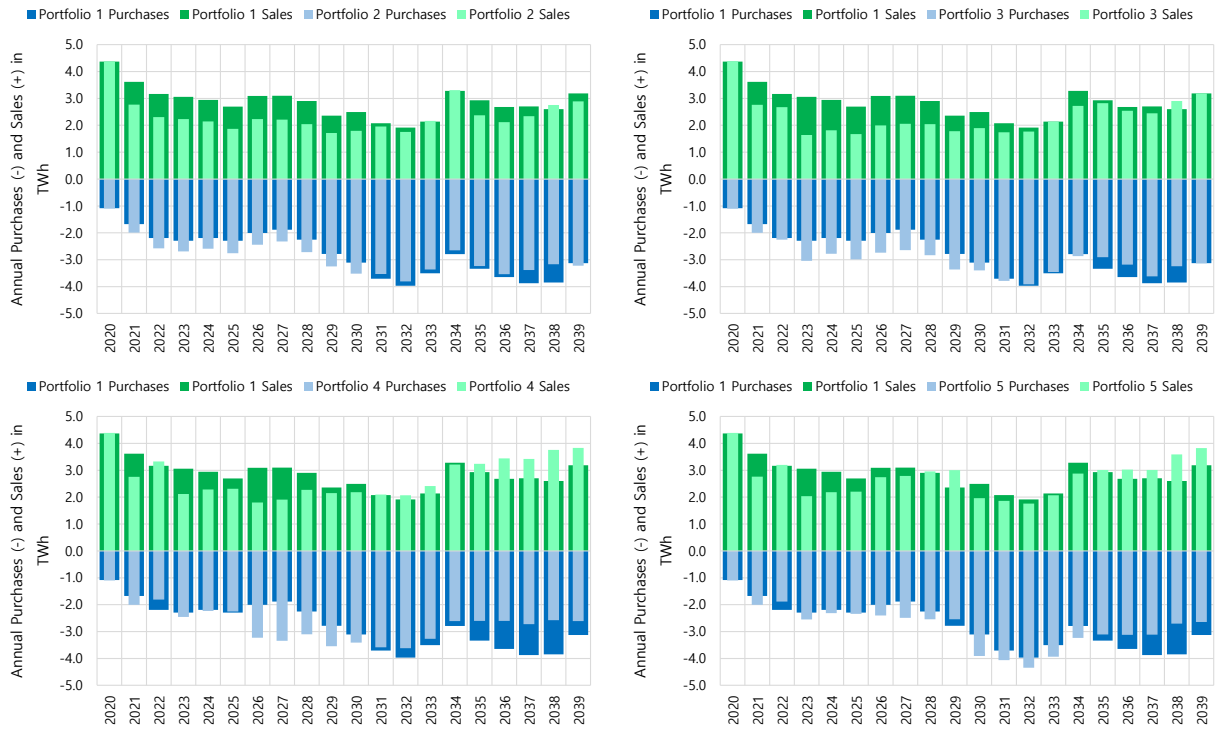 Portfolio 1 Purchases Portfolio 1 Sales Portfolio 2 Purchases Portfolio 2 Sales
Annual Purchases (-) and Sales (+) in
TWh
5.0
4.0
3.0
2.0
1.0
0.0
-1.0
-2.0
-3.0
-4.0
-5.0
2020 2021 2022 2023 2024 2025 2026 2027 2028 2029 2030 2031 2032 2033 2034 2035 2036 2037 2038 2039
Portfolio 1 Purchases Portfolio 1 Sales Portfolio 3 Purchases Portfolio 3 Sales
Annual Purchases (-) and Sales (+) in
TWh
5.0
4.0
3.0
2.0
1.0
0.0
-1.0
-2.0
-3.0
-4.0
-5.0
2020 2021 2022 2023 2024 2025 2026 2027 2028 2029 2030 2031 2032 2033 2034 2035 2036 2037 2038 2039
Portfolio 1 Purchases Portfolio 1 Sales Portfolio 4 Purchases Portfolio 4 Sales
Annual Purchases (-) and Sales (+) in
TWh
5.0
4.0
3.0
2.0
1.0
0.0
-1.0
-2.0
-3.0
-4.0
-5.0
2020 2021 2022 2023 2024 2025 2026 2027 2028 2029 2030 2031 2032 2033 2034 2035 2036 2037 2038 2039
Portfolio 1 Purchases Portfolio 1 Sales Portfolio 5 Purchases Portfolio 5 Sales
Annual Purchases (-) and Sales (+) in
TWh
5.0
4.0
3.0
2.0
1.0
0.0
-1.0
-2.0
-3.0
-4.0
-5.0
2020 2021 2022 2023 2024 2025 2026 2027 2028 2029 2030 2031 2032 2033 2034 2035 2036 2037 2038 2039